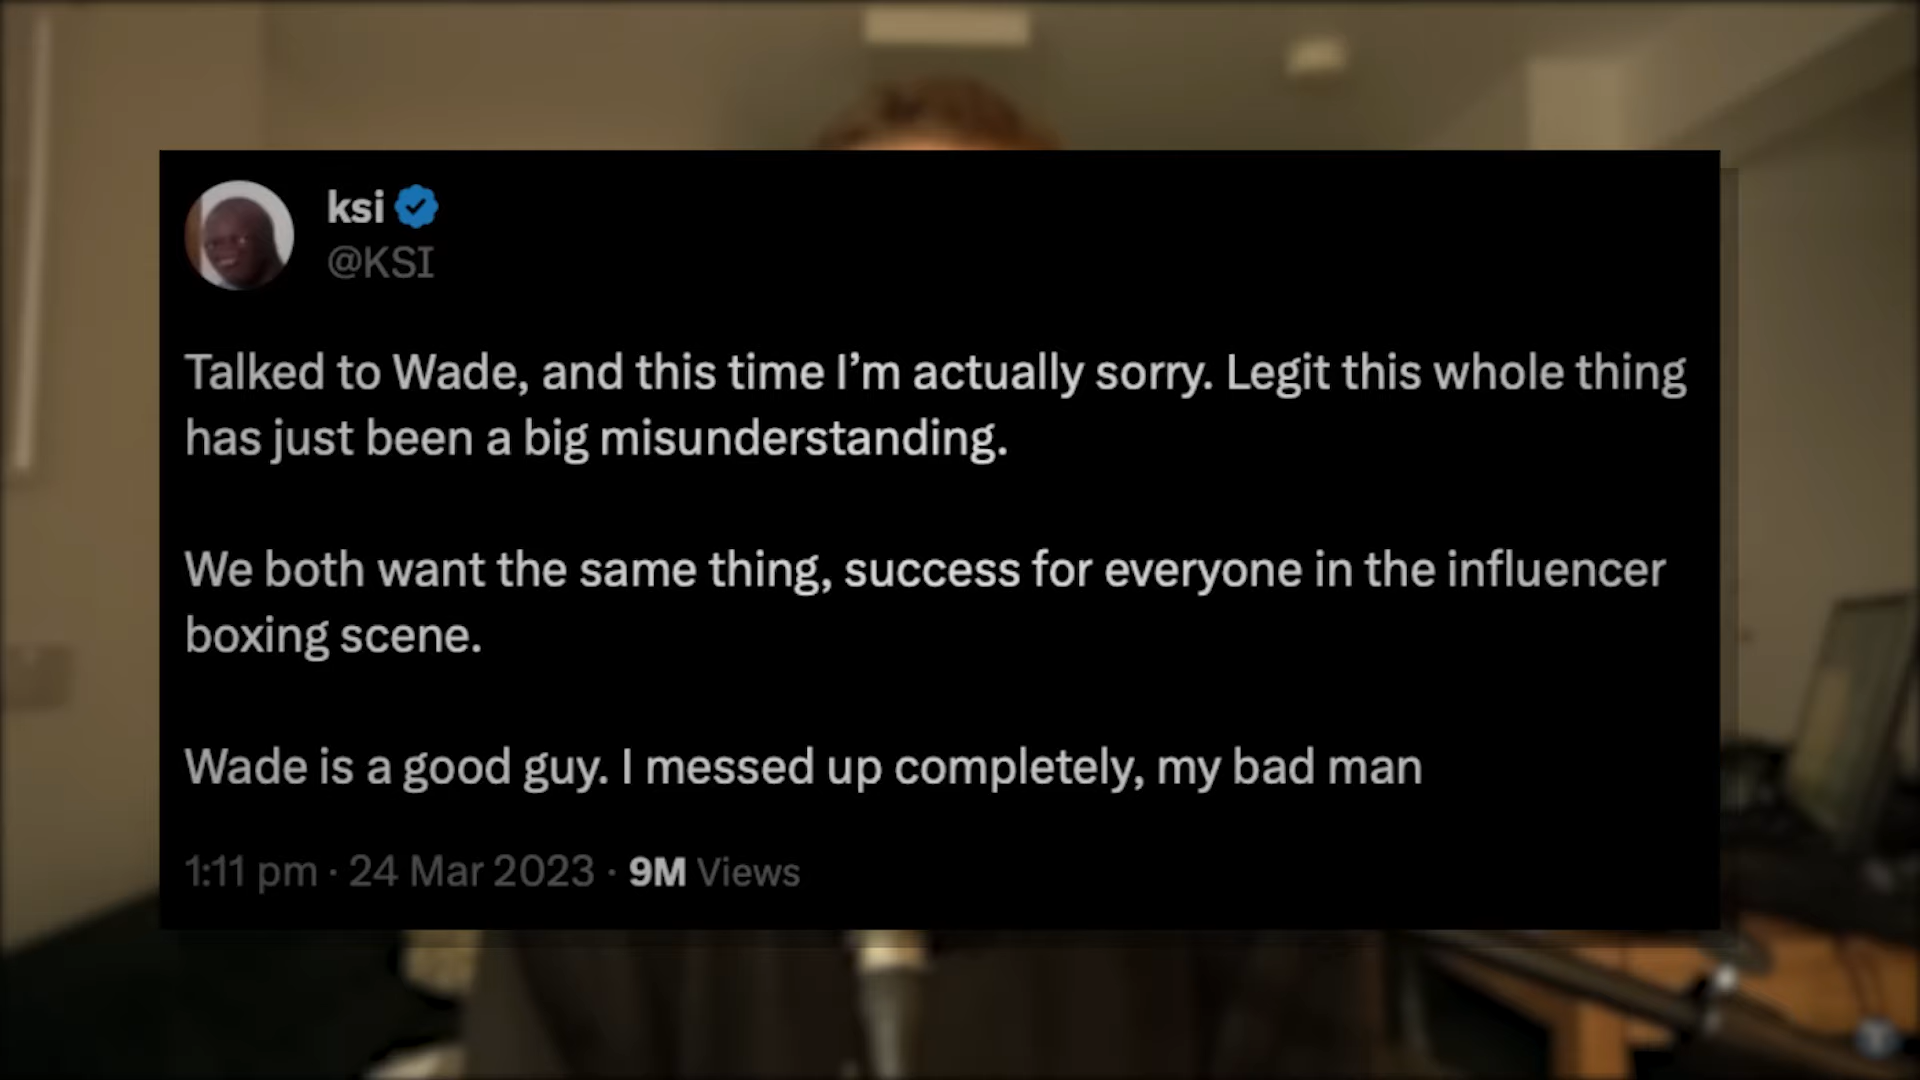 ksi
@KSI
Talked to Wade, and this time I’m actually sorry. Legit this whole thing
has just been a big misunderstanding.
We both want the same thing, success for everyone in the influencer
boxing scene.
Wade is a good guy. I messed up completely, my bad man
1:11 pm · 24 Mar 2023 · 9M Views